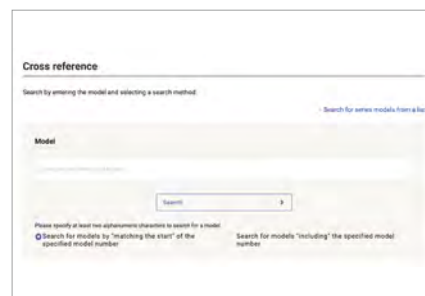 Cross reference
Search by entering the model and selecting a search method.
Search for series models from a
Model
Search
Please specify at least two alphanumeric characters to search for a model
Search for models by "matching the start" of the
specified model number
Search for models "including" the specified model
number